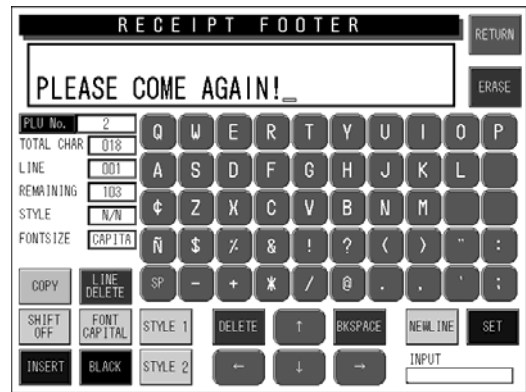 RECEIPT FOOTER
RETURN
PLEASE COME AGAIN!_
ERASE
PLU No. 2
TOTAL CHAR 018
LINE 001
REMAINING 103
STYLE N/N
FONTSIZE CAPITA
Q W E R T Y U I O P
A S D F G H J K L
¢ Z X C V B N M
Ñ $ % & ! ? ( ) " :
SP - + * / @ . , ' ;
COPY LINE DELETE
SHIFT OFF FONT CAPITAL STYLE 1 DELETE ↑ BKSPACE NEWLINE SET
INSERT BLACK STYLE 2 ← ↓ → INPUT